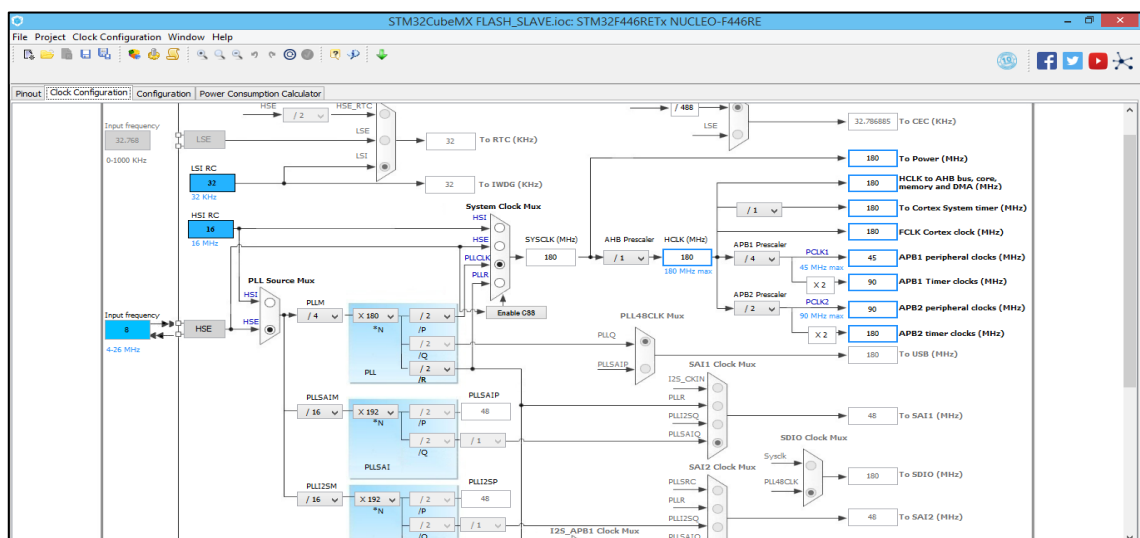 STM32CubeMX FLASH_SLAVE.ioc: STM32F446RETx NUCLEO-F446RE
File Project Clock Configuration Window Help
Pinout Clock Configuration Configuration Power Consumption Calculator
HSE / 2 HSE_RTC
/ 488 32.786885 To CEC (KHz)
Input frequency
32.768 LSE LSE 32 To RTC (KHz) LSE
0-1000 KHz
LSI
LSI RC
32 32 To IWDG (KHz)
32 KHz
180 To Power (MHz)
180 HCLK to AHB bus, core,
memory and DMA (MHz)
/ 1 180 To Cortex System timer (MHz)
HSI RC System Clock Mux
16 HSI
16 MHz
HSE SYSCLK (MHz) AHB Prescaler HCLK (MHz) APB1 Prescaler 180 FCLK Cortex clock (MHz)
PLLCLK 180 / 1 180 / 4 PCLK1 45 APB1 peripheral clocks (MHz)
180 MHz max 45 MHz max
PLL Source Mux PLLR X 2 90 APB1 Timer clocks (MHz)
HSI PLLM APB2 Prescaler PCLK2
/ 4 X 180 / 2 Enable CSS / 2 90 APB2 peripheral clocks (MHz)
*N /P 90 MHz max
Input frequency PLL48CLK Mux
8 HSE HSE / 2 PLLQ X 2 180 APB2 timer clocks (MHz)
4-26 MHz /Q
180 To USB (MHz)
/ 2 PLLSAIP SAI1 Clock Mux
PLL /R
I2S_CKIN
PLLSAIM PLLSAIP PLLR
/ 16 X 192 / 2 48 48 To SAI1 (MHz)
*N /P PLLI2SQ
/ 2 / 1 PLLSAIQ SDIO Clock Mux
/Q
PLLSAI Sysclk
SAI2 Clock Mux 180 To SDIO (MHz)
PLLI2SM PLLI2SP PLLSRC PLL48CLK
/ 16 X 192 / 2 48 PLLR
*N /P 48 To SAI2 (MHz)
/ 2 / 1 PLLI2SQ
/Q I2S_APB1 Clock Mux PLLSAIQ